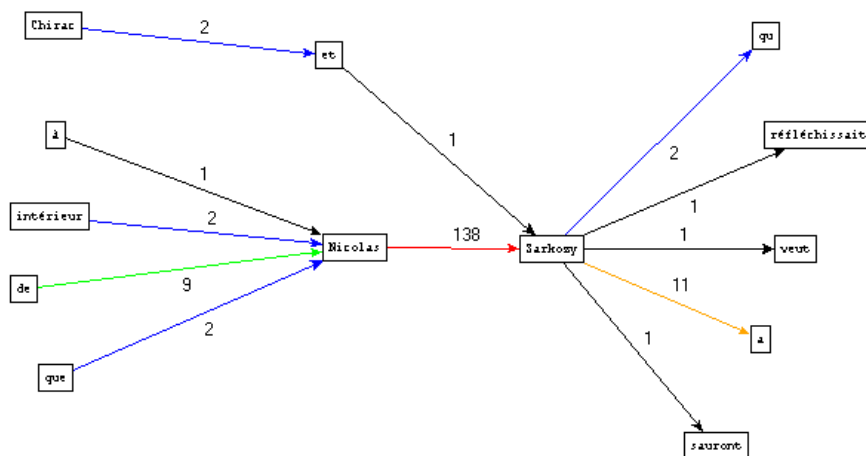 Chirac
2
et
qu
à
1
1
2
réfléchissait
1
intérieur
2
Nicolas
138
Sarkozy
1
veut
de
9
11
a
que
2
1
sauront